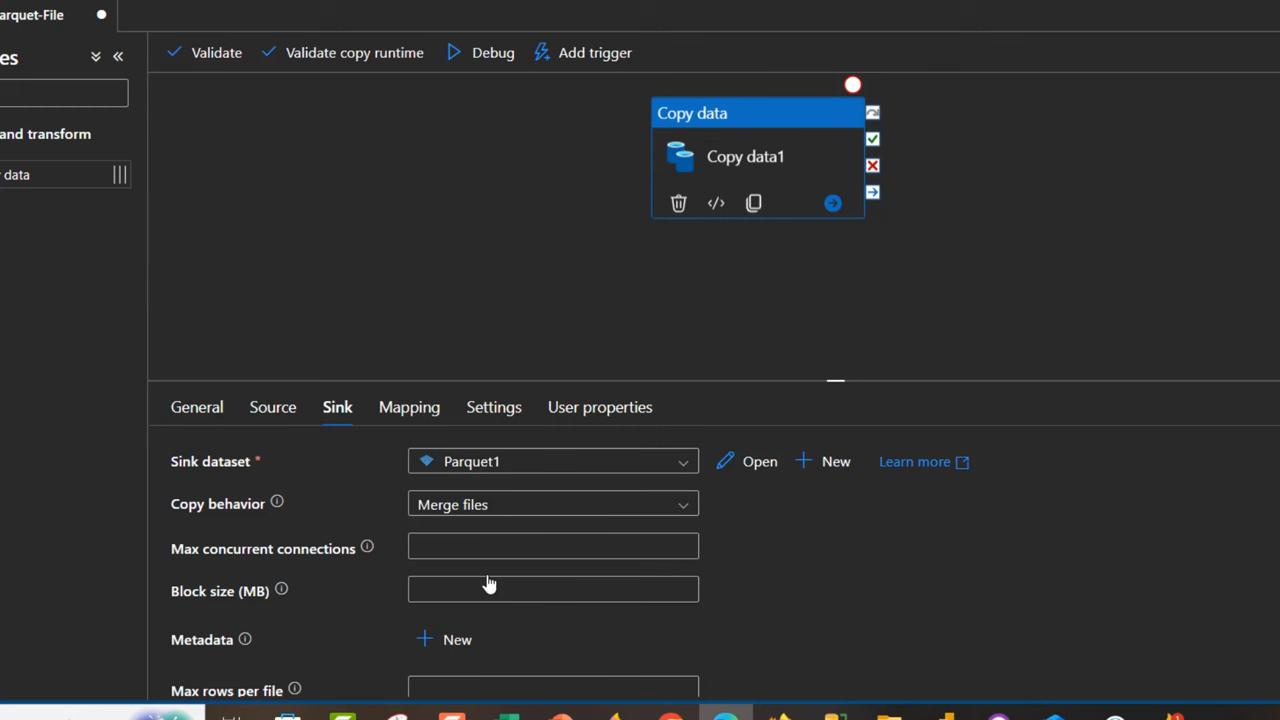 arquet-File
es
Validate
Validate copy runtime
Debug
Add trigger
and transform
data
Copy data
Copy data1
General
Source
Sink
Mapping
Settings
User properties
Sink dataset *
Parquet1
Open
New
Learn more
Copy behavior
Merge files
Max concurrent connections
Block size (MB)
Metadata
New
Max rows per file